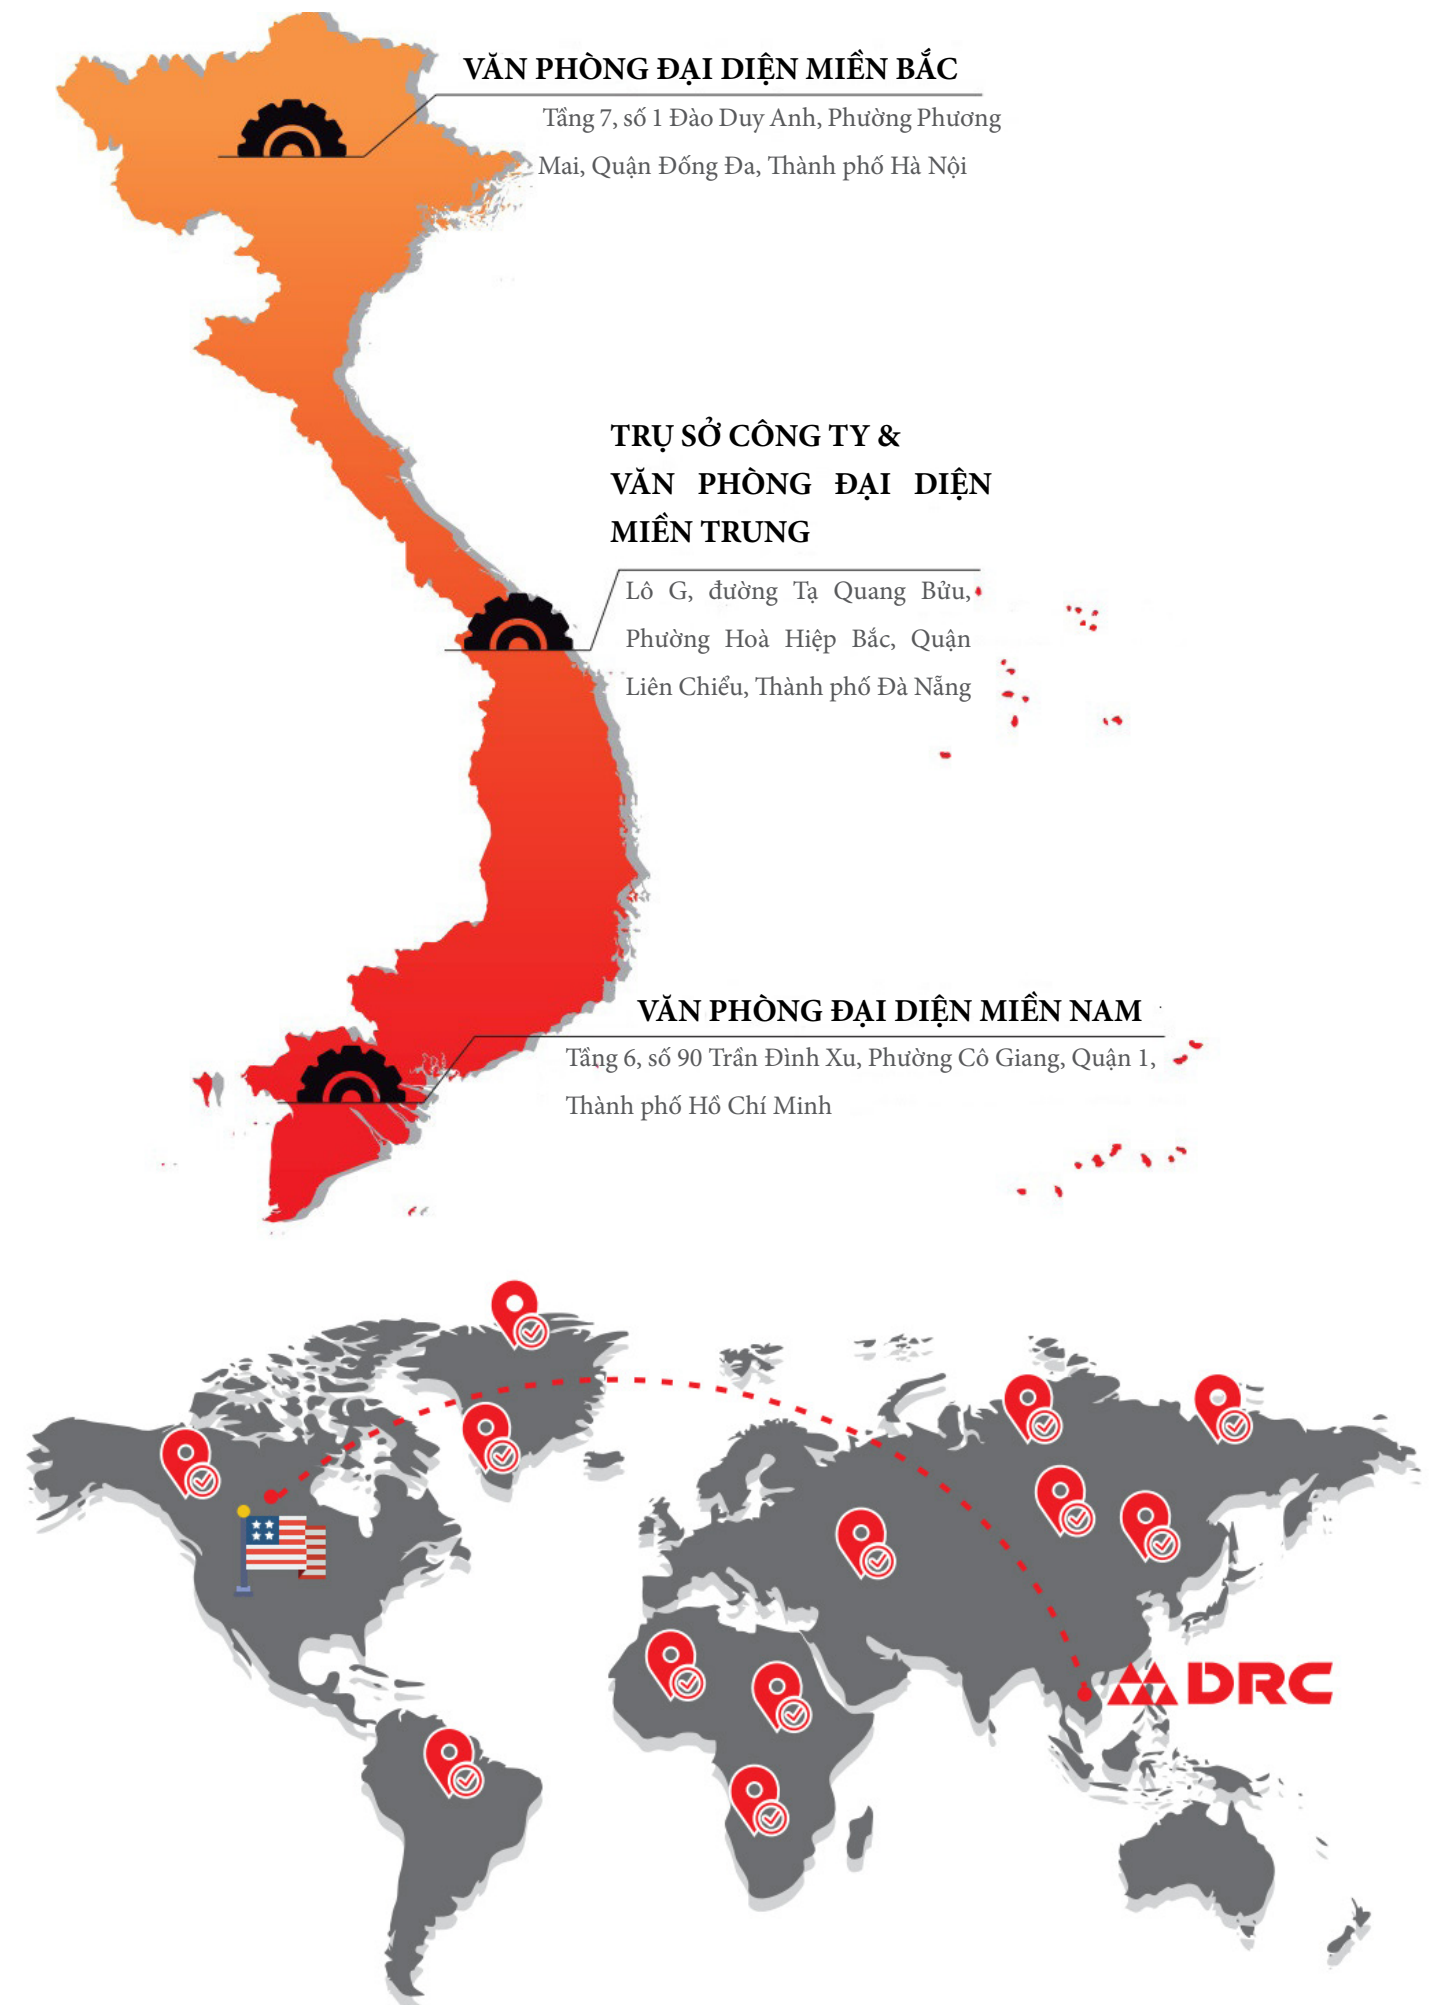 VĂN PHÒNG ĐẠI DIỆN MIỀN BẮC
Tầng 7, số 1 Đào Duy Anh, Phường Phương
Mai, Quận Đống Đa, Thành phố Hà Nội
TRỤ SỞ CÔNG TY &
VĂN PHÒNG ĐẠI DIỆN
MIỀN TRUNG
Lô G, đường Tạ Quang Bửu,
Phường Hoà Hiệp Bắc, Quận
Liên Chiểu, Thành phố Đà Nẵng
VĂN PHÒNG ĐẠI DIỆN MIỀN NAM
Tầng 6, số 90 Trần Đình Xu, Phường Cô Giang, Quận 1,
Thành phố Hồ Chí Minh
DRC